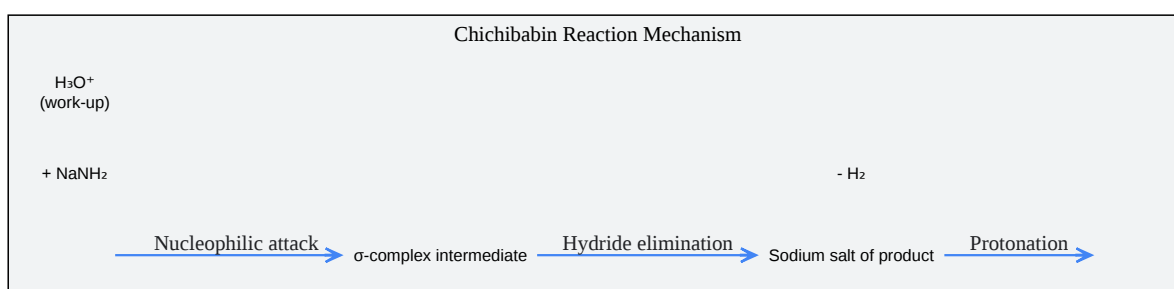 Chichibabin Reaction Mechanism
H₃O⁺
(work-up)
+ NaNH₂
- H₂
Nucleophilic attack
σ-complex intermediate
Hydride elimination
Sodium salt of product
Protonation